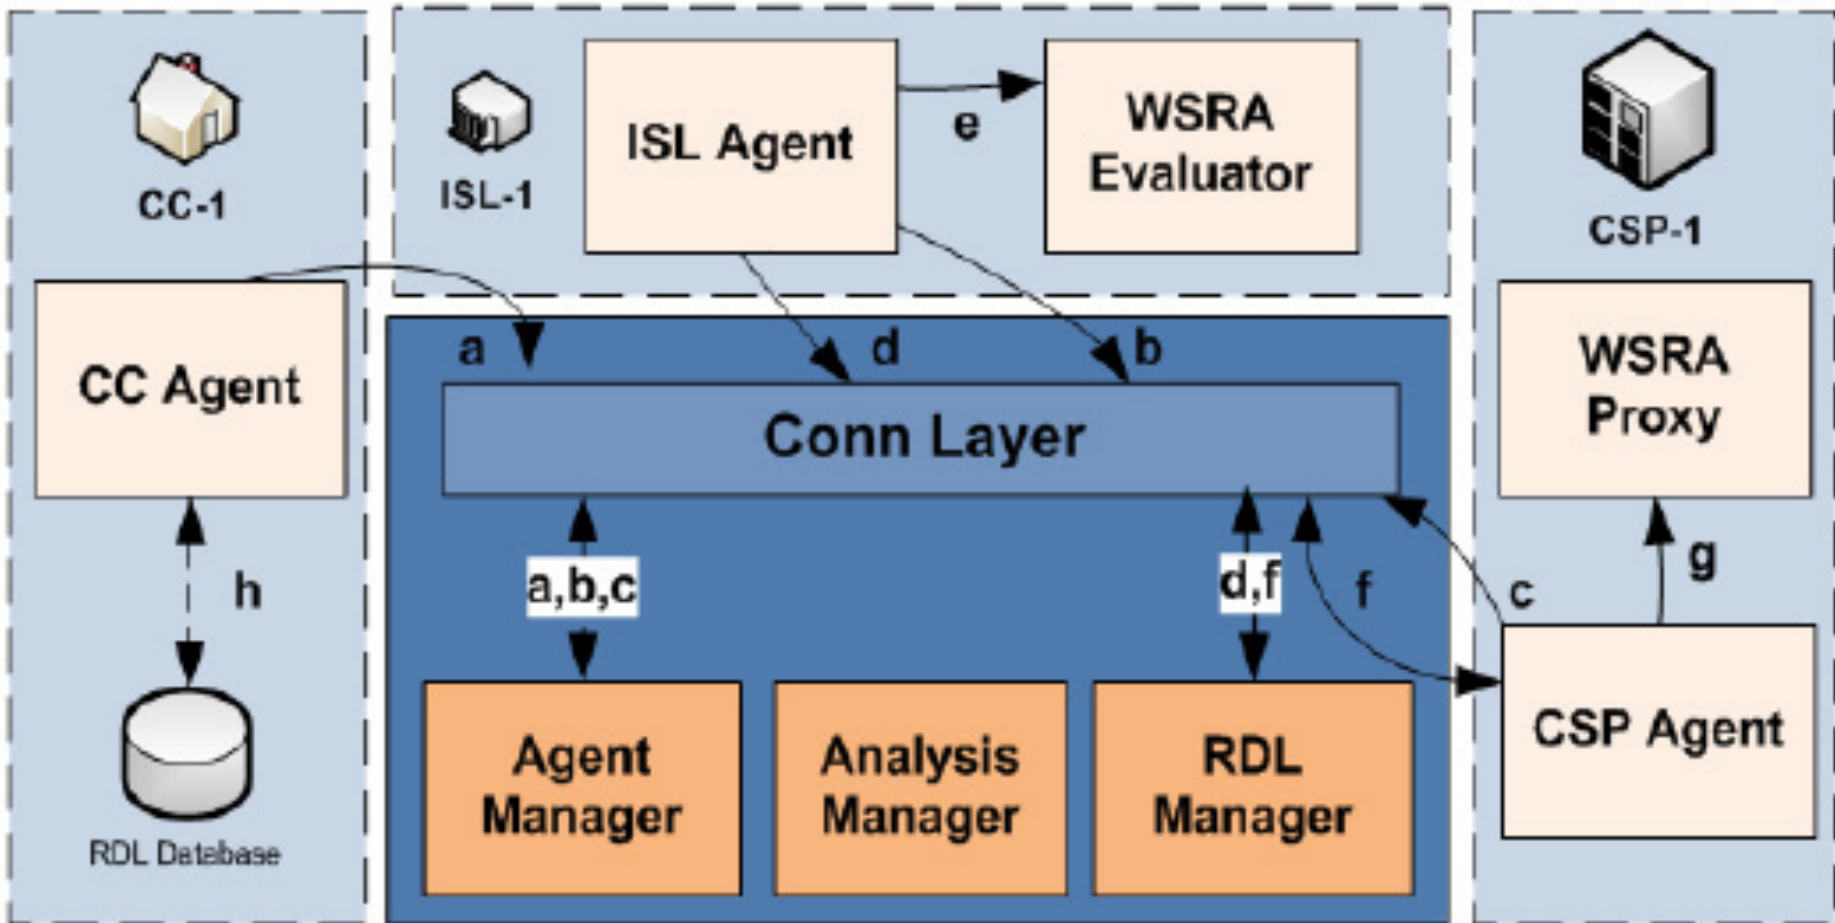 CC-1
CC Agent
h
RDL Database
ISL-1
ISL Agent
e
WSRA
Evaluator
a
d
b
Conn Layer
a,b,c
d,f
f
c
Agent
Manager
Analysis
Manager
RDL
Manager
CSP-1
WSRA
Proxy
g
CSP Agent